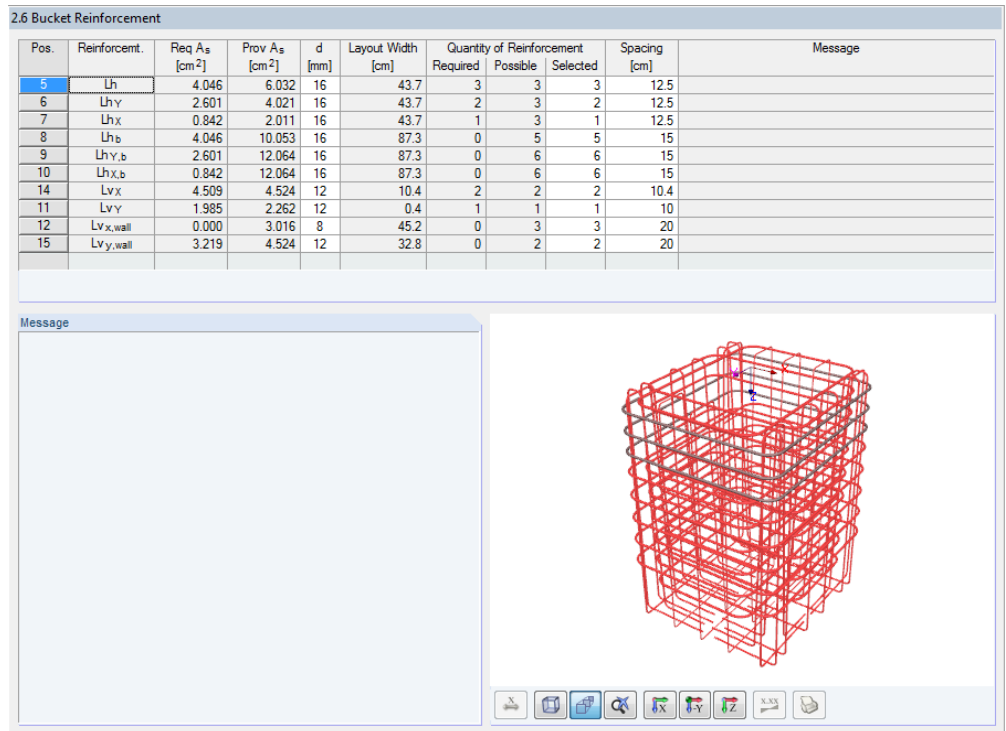 2.6 Bucket Reinforcement
Pos. Reinforcemt. Req As Prov As d Layout Width Quantity of Reinforcement Spacing Message
[cm2] [cm2] [mm] [cm] Required Possible Selected [cm]
5 Lh 4.046 6.032 16 43.7 3 3 3 12.5
6 LhY 2.601 4.021 16 43.7 2 3 2 12.5
7 LhX 0.842 2.011 16 43.7 1 3 1 12.5
8 Lhb 4.046 10.053 16 87.3 0 5 5 15
9 LhY,b 2.601 12.064 16 87.3 0 6 6 15
10 LhX,b 0.842 12.064 16 87.3 0 6 6 15
14 LvX 4.509 4.524 12 10.4 2 2 2 10.4
11 LvY 1.985 2.262 12 0.4 1 1 1 10
12 Lvx,wall 0.000 3.016 8 45.2 0 3 3 20
15 Lvy,wall 3.219 4.524 12 32.8 0 2 2 20
Message
X
Z
X X -Y Z x.xx